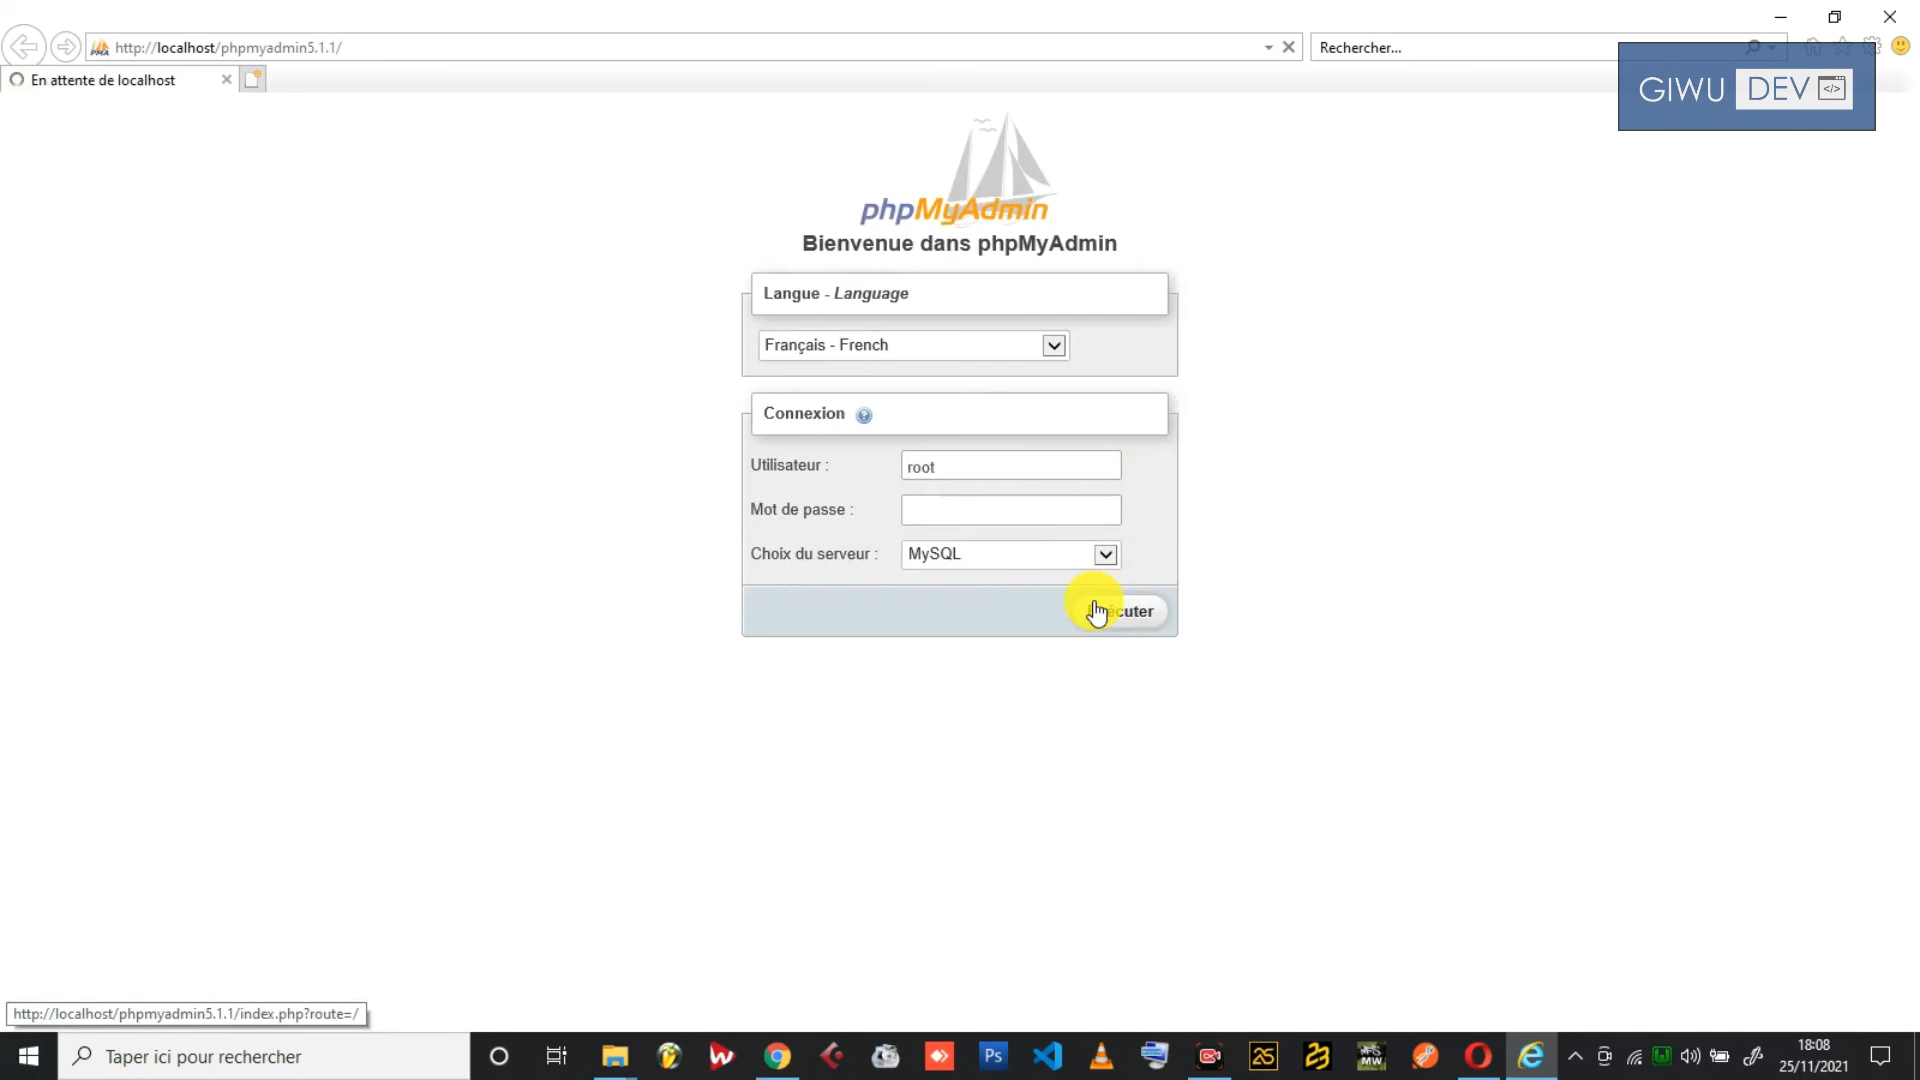 http://localhost/phpmyadmin5.1.1/
Rechercher...
En attente de localhost
GIWU DEV </>
phpMyAdmin
Bienvenue dans phpMyAdmin
Langue - Language
Français - French
Connexion
Utilisateur :
root
Mot de passe :
Choix du serveur :
MySQL
cuter
http://localhost/phpmyadmin5.1.1/index.php?route=/
Taper ici pour rechercher
Ps
18:08
25/11/2021